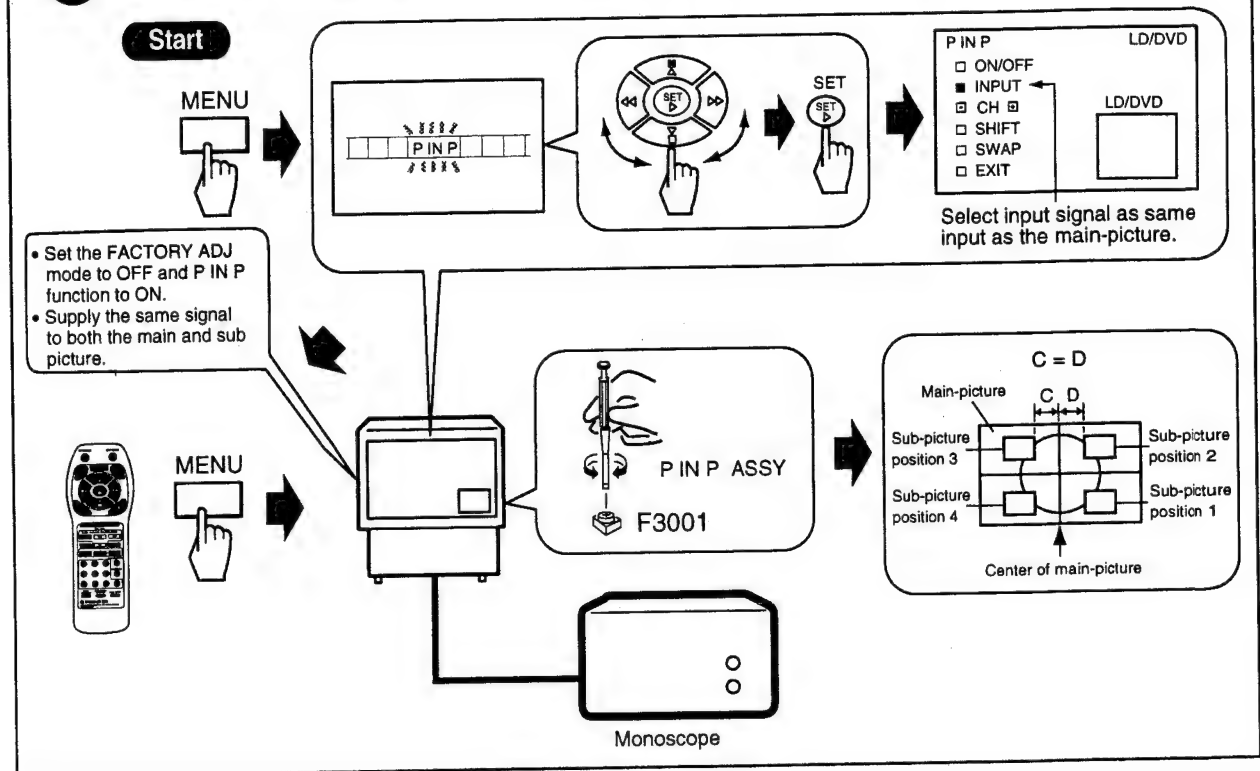 Start
MENU
P IN P
SET
SET
SET
P IN P
LD/DVD
ON/OFF
INPUT
CH
SHIFT
SWAP
EXIT
LD/DVD
Select input signal as same
input as the main-picture.
• Set the FACTORY ADJ
mode to OFF and P IN P
function to ON.
• Supply the same signal
to both the main and sub
picture.
MENU
P IN P ASSY
F3001
C = D
Main-picture
C D
Sub-picture
position 3
Sub-picture
position 2
Sub-picture
position 4
Sub-picture
position 1
Center of main-picture
Monoscope